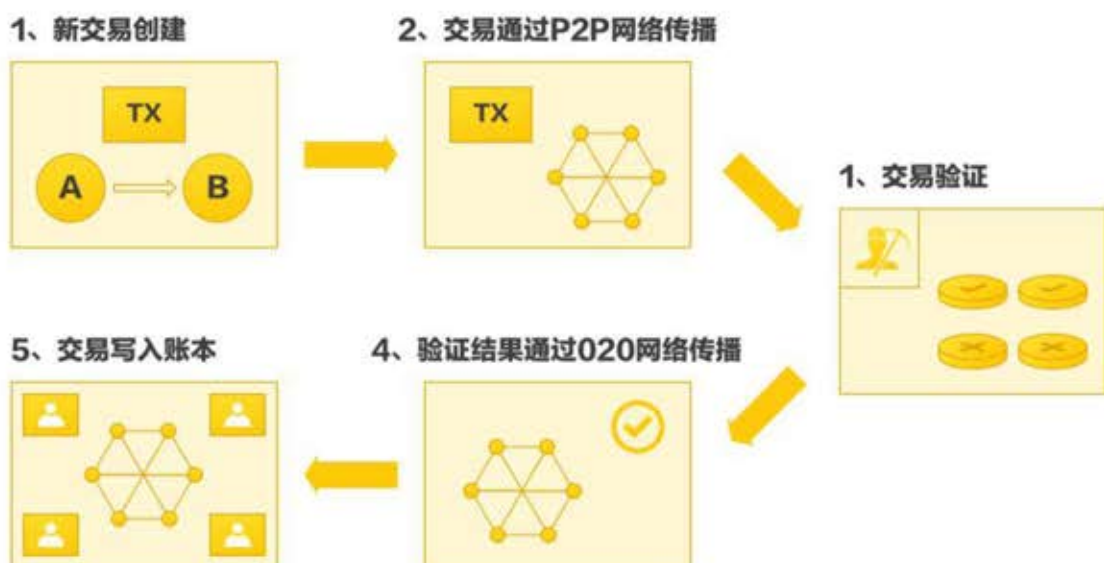 1、新交易创建
TX
A
B
2、交易通过P2P网络传播
TX
1、交易验证
4、验证结果通过020网络传播
5、交易写入账本